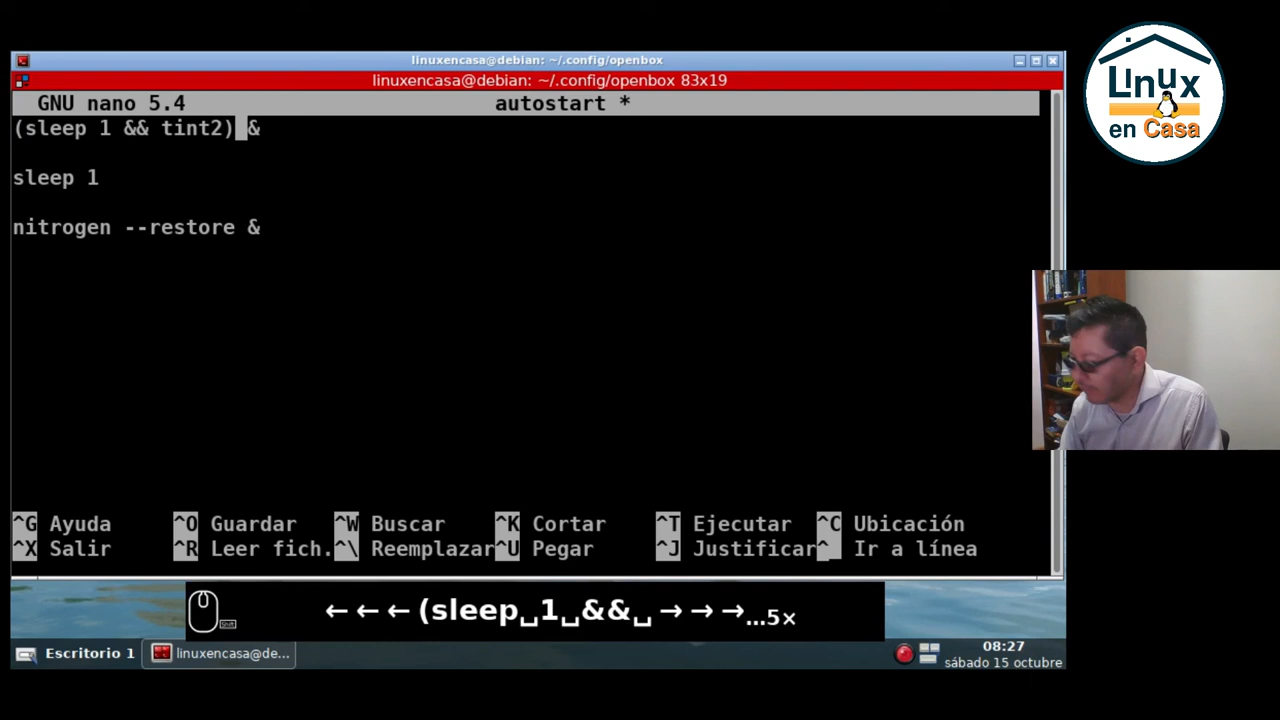 linuxencasa@debian: ~/.config/openbox
linuxencasa@debian: ~/.config/openbox 83x19
GNU nano 5.4 autostart *
(sleep 1 && tint2) &
sleep 1
nitrogen --restore &
^G Ayuda ^O Guardar ^W Buscar ^K Cortar ^T Ejecutar ^C Ubicación
^X Salir ^R Leer fich. ^\ Reemplazar ^U Pegar ^J Justificar ^_ Ir a línea
←←←(sleep␣1␣&&␣→→→...5×
Shift
Escritorio 1 linuxencasa@de... 08:27
sábado 15 octubre
Linux
en Casa